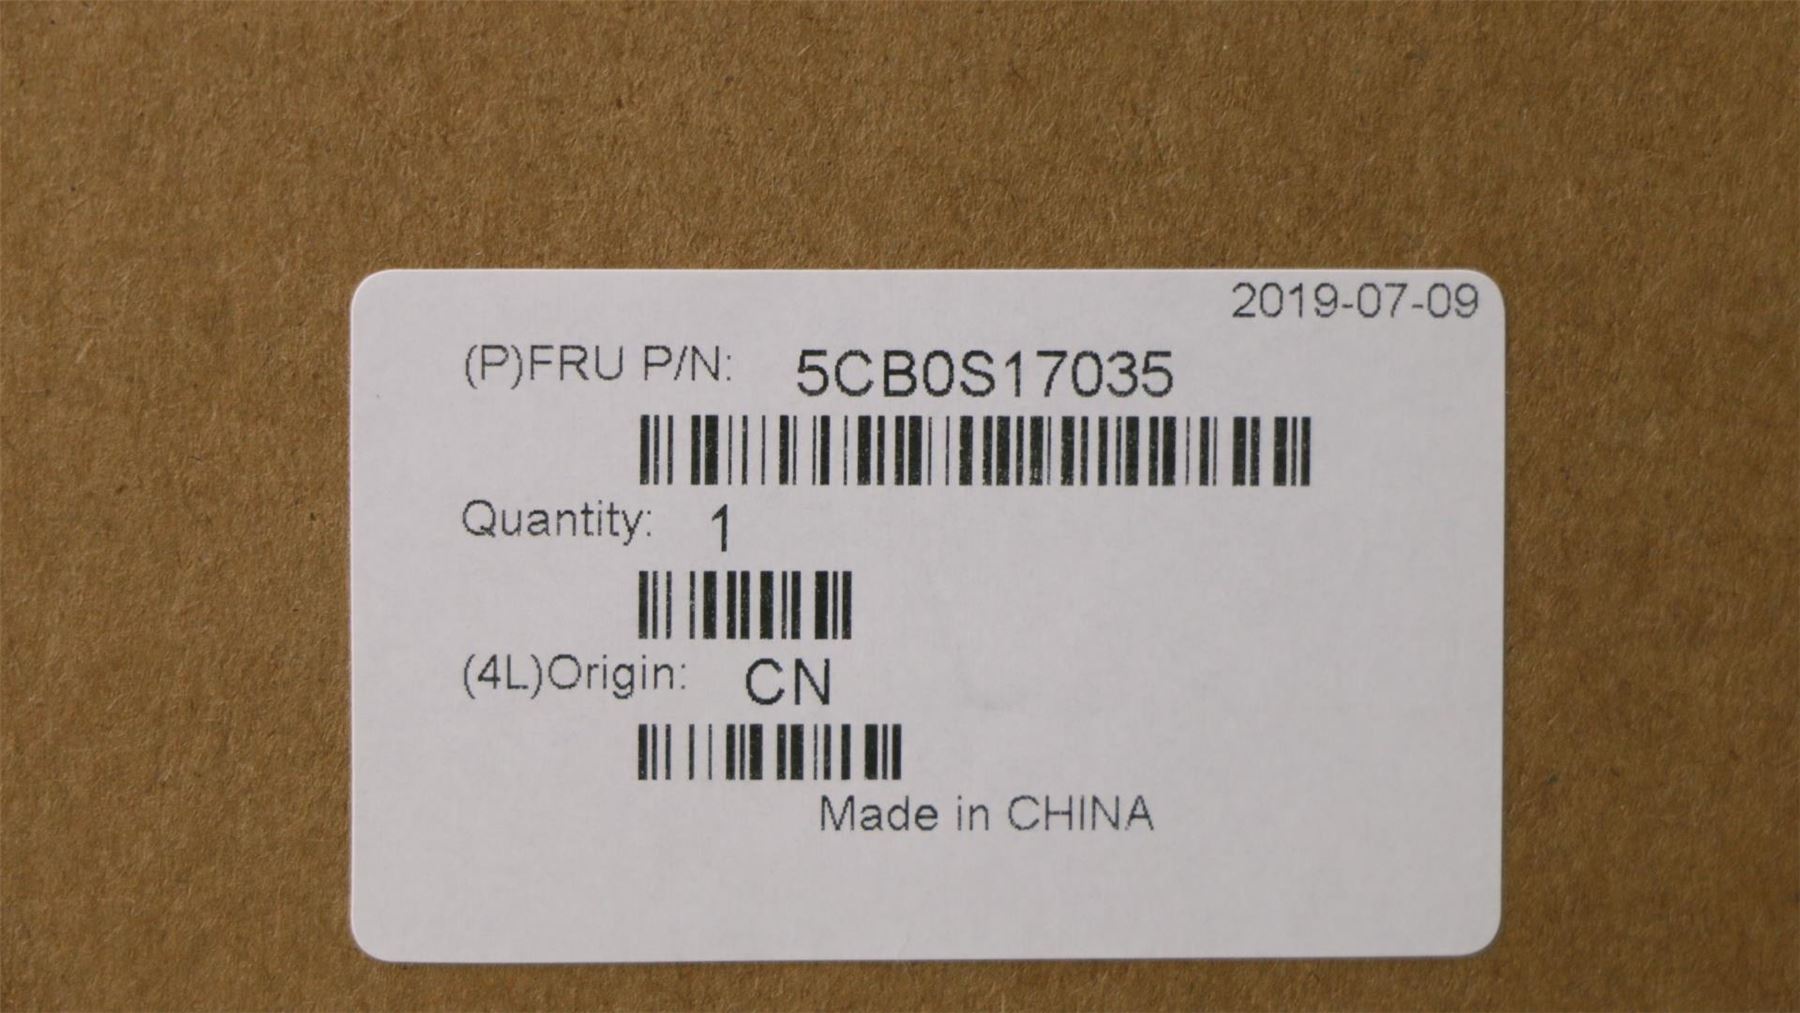 2019-07-09
(P)FRU P/N: 5CB0S17035
Quantity: 1
(4L)Origin: CN
Made in CHINA